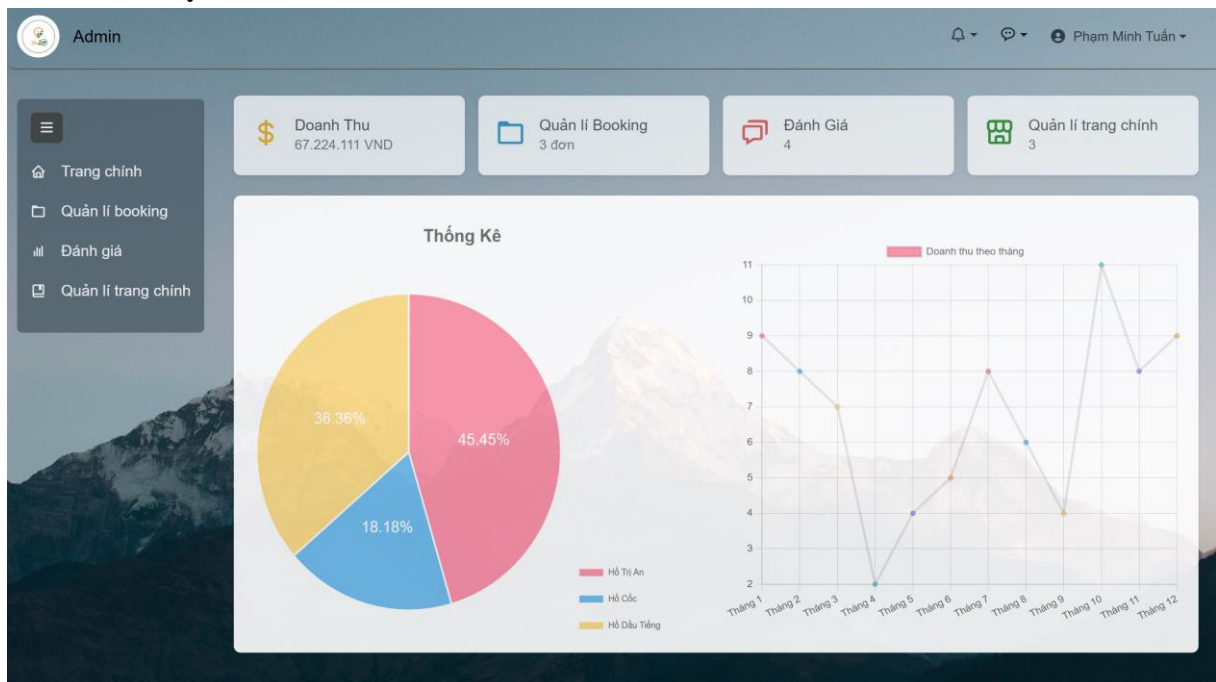 Admin
Phạm Minh Tuấn
Doanh Thu
67.224.111 VND
Quản lí Booking
3 đơn
Đánh Giá
4
Quản lí trang chính
3
Trang chính
Quản lí booking
Đánh giá
Quản lí trang chính
Thống Kê
36.36%
45.45%
18.18%
Hồ Trị An
Hồ Cốc
Hồ Dầu Tiếng
Doanh thu theo tháng
11
10
9
8
7
6
5
4
3
2
Tháng 1
Tháng 2
Tháng 3
Tháng 4
Tháng 5
Tháng 6
Tháng 7
Tháng 8
Tháng 9
Tháng 10
Tháng 11
Tháng 12